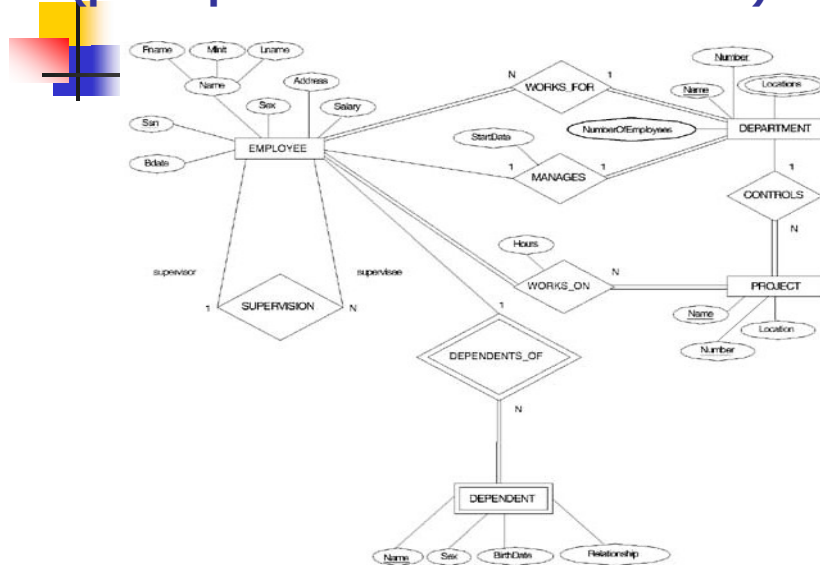 Fname Minit Lname
Number
Name
Address
Name
Locations
Sex
Salary
N WORKS_FOR 1
Ssn
StartDate
NumberOfEmployees
DEPARTMENT
EMPLOYEE
Bdate
1 MANAGES 1
1
CONTROLS
N
Hours
supervisor
supervisee
N
WORKS_ON
PROJECT
1 SUPERVISION N
1
Name
Location
Number
DEPENDENTS_OF
N
DEPENDENT
Name Sex BirthDate Relationship